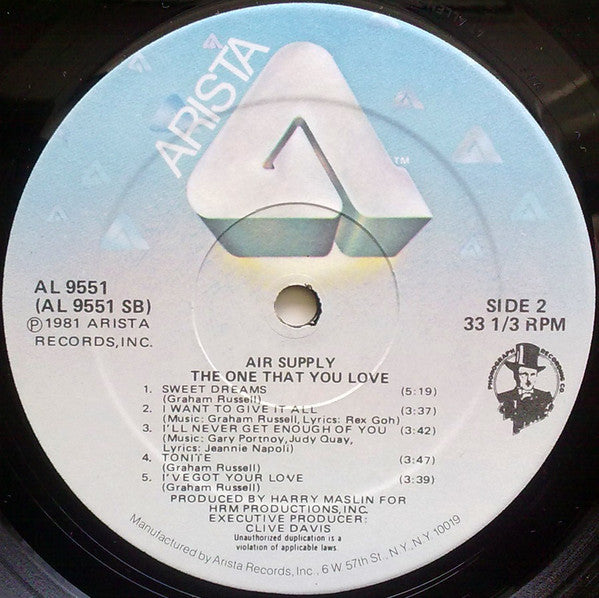 ARISTA
TM
AL 9551
(AL 9551 SB)
Ⓟ1981 ARISTA
RECORDS, INC.
SIDE 2
33 1/3 RPM
AIR SUPPLY
THE ONE THAT YOU LOVE
1. SWEET DREAMS (5:19)
(Graham Russell)
2. I WANT TO GIVE IT ALL (3:37)
(Music: Graham Russell, Lyrics: Rex Goh)
3. I'LL NEVER GET ENOUGH OF YOU (3:42)
(Music: Gary Portnoy, Judy Quay,
Lyrics: Jeannie Napoli)
4. TONITE (3:47)
(Graham Russell)
5. I'VE GOT YOUR LOVE (3:39)
(Graham Russell)
PRODUCED BY HARRY MASLIN FOR
HRM PRODUCTIONS, INC.
EXECUTIVE PRODUCER:
CLIVE DAVIS
Unauthorized duplication is a
violation of applicable laws.
PHONOGRAPH RECORDING CO
Manufactured by Arista Records, Inc., 6 W 57th St., N.Y., N.Y. 10019